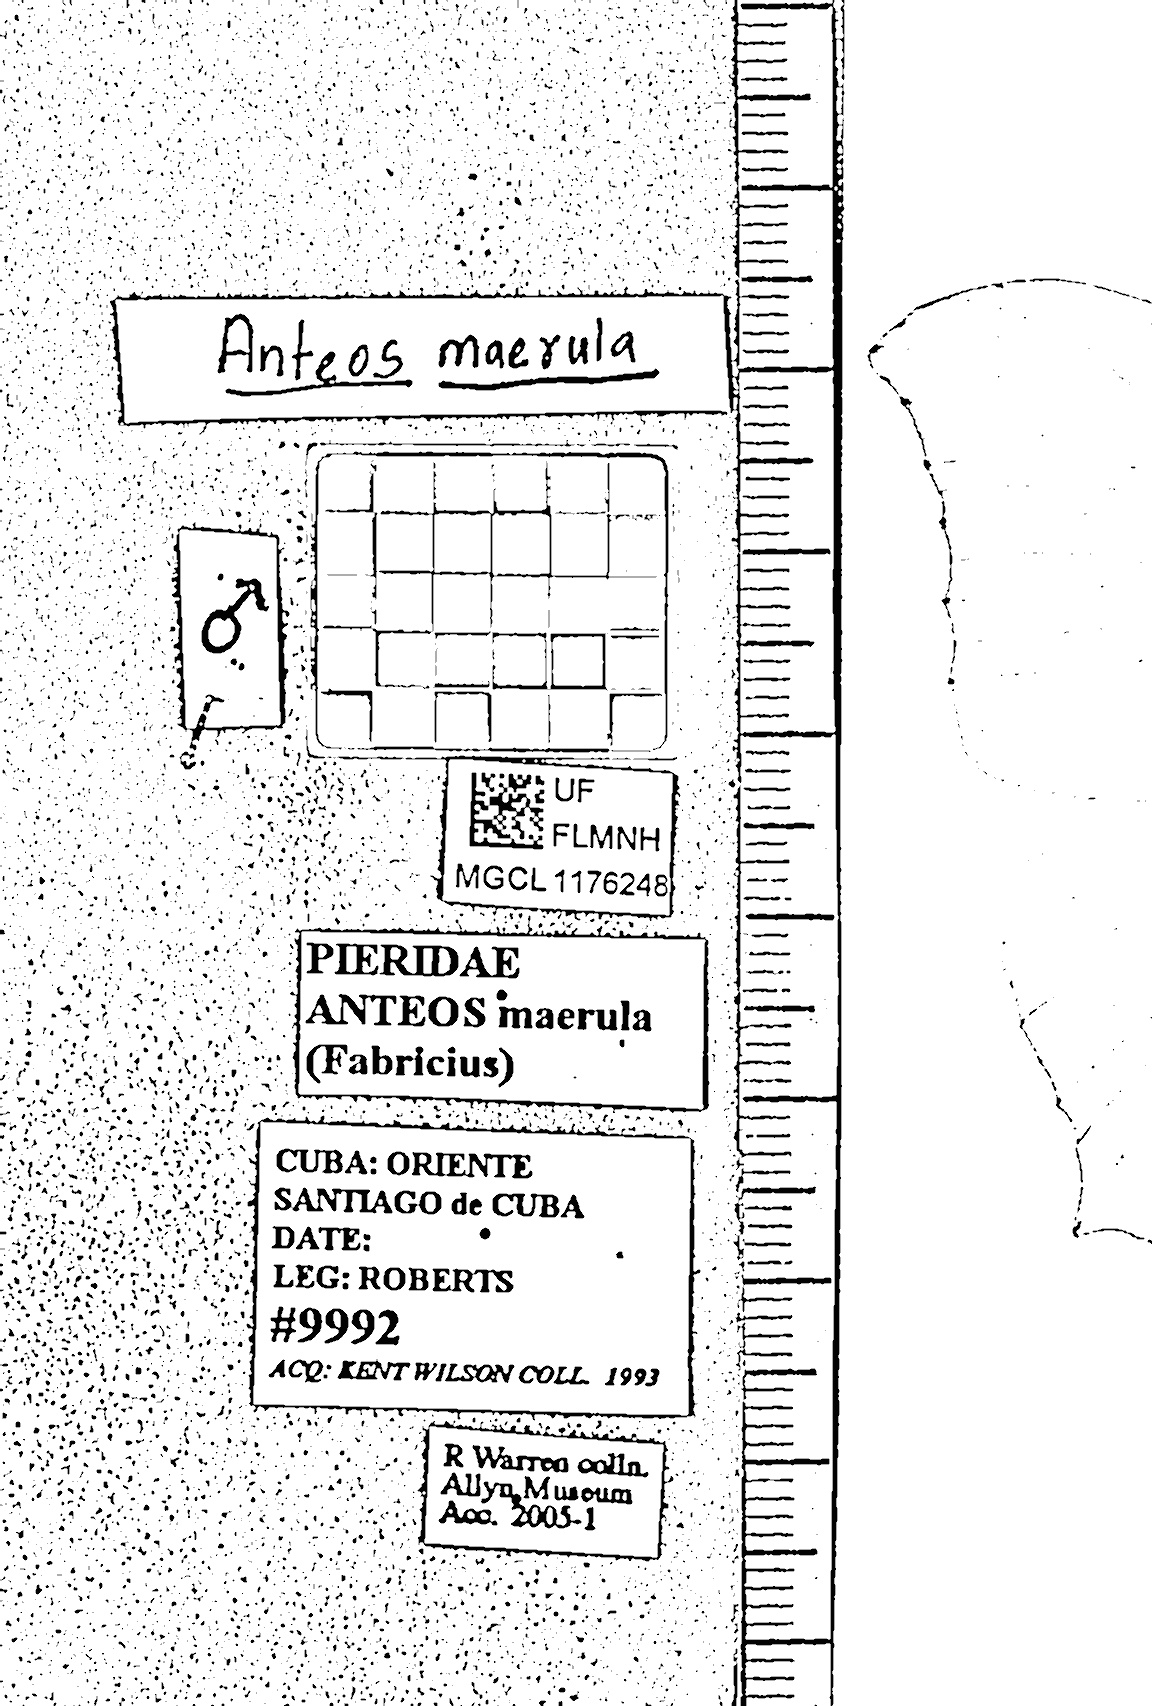 Anteos maerula
♂
UF
FLMNH
MGCL 1176248
PIERIDAE
ANTEOS maerula
(Fabricius)
CUBA: ORIENTE
SANTIAGO de CUBA
DATE:
LEG: ROBERTS
#9992
ACQ: KENT WILSON COLL. 1993
R Warren colln.
Allyn Museum
Acc. 2005-1